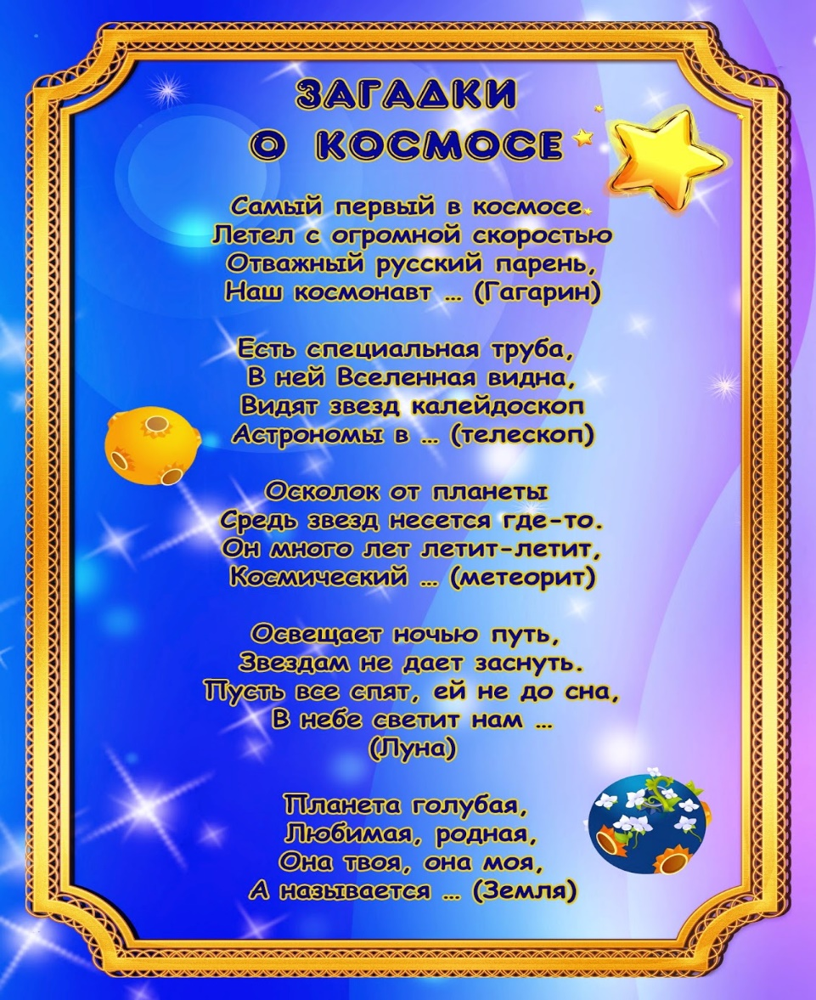 ЗАГАДКИ
О КОСМОСЕ
Самый первый в космосе
Летел с огромной скоростью
Отважный русский парень,
Наш космонавт … (Гагарин)
Есть специальная труба,
В ней Вселенная видна,
Видят звезд калейдоскоп
Астрономы в … (телескоп)
Осколок от планеты
Средь звезд несется где-то.
Он много лет летит-летит,
Космический … (метеорит)
Освещает ночью путь,
Звездам не дает заснуть.
Пусть все спят, ей не до сна,
В небе светит нам …
(Луна)
Планета голубая,
Любимая, родная,
Она твоя, она моя,
А называется … (Земля)